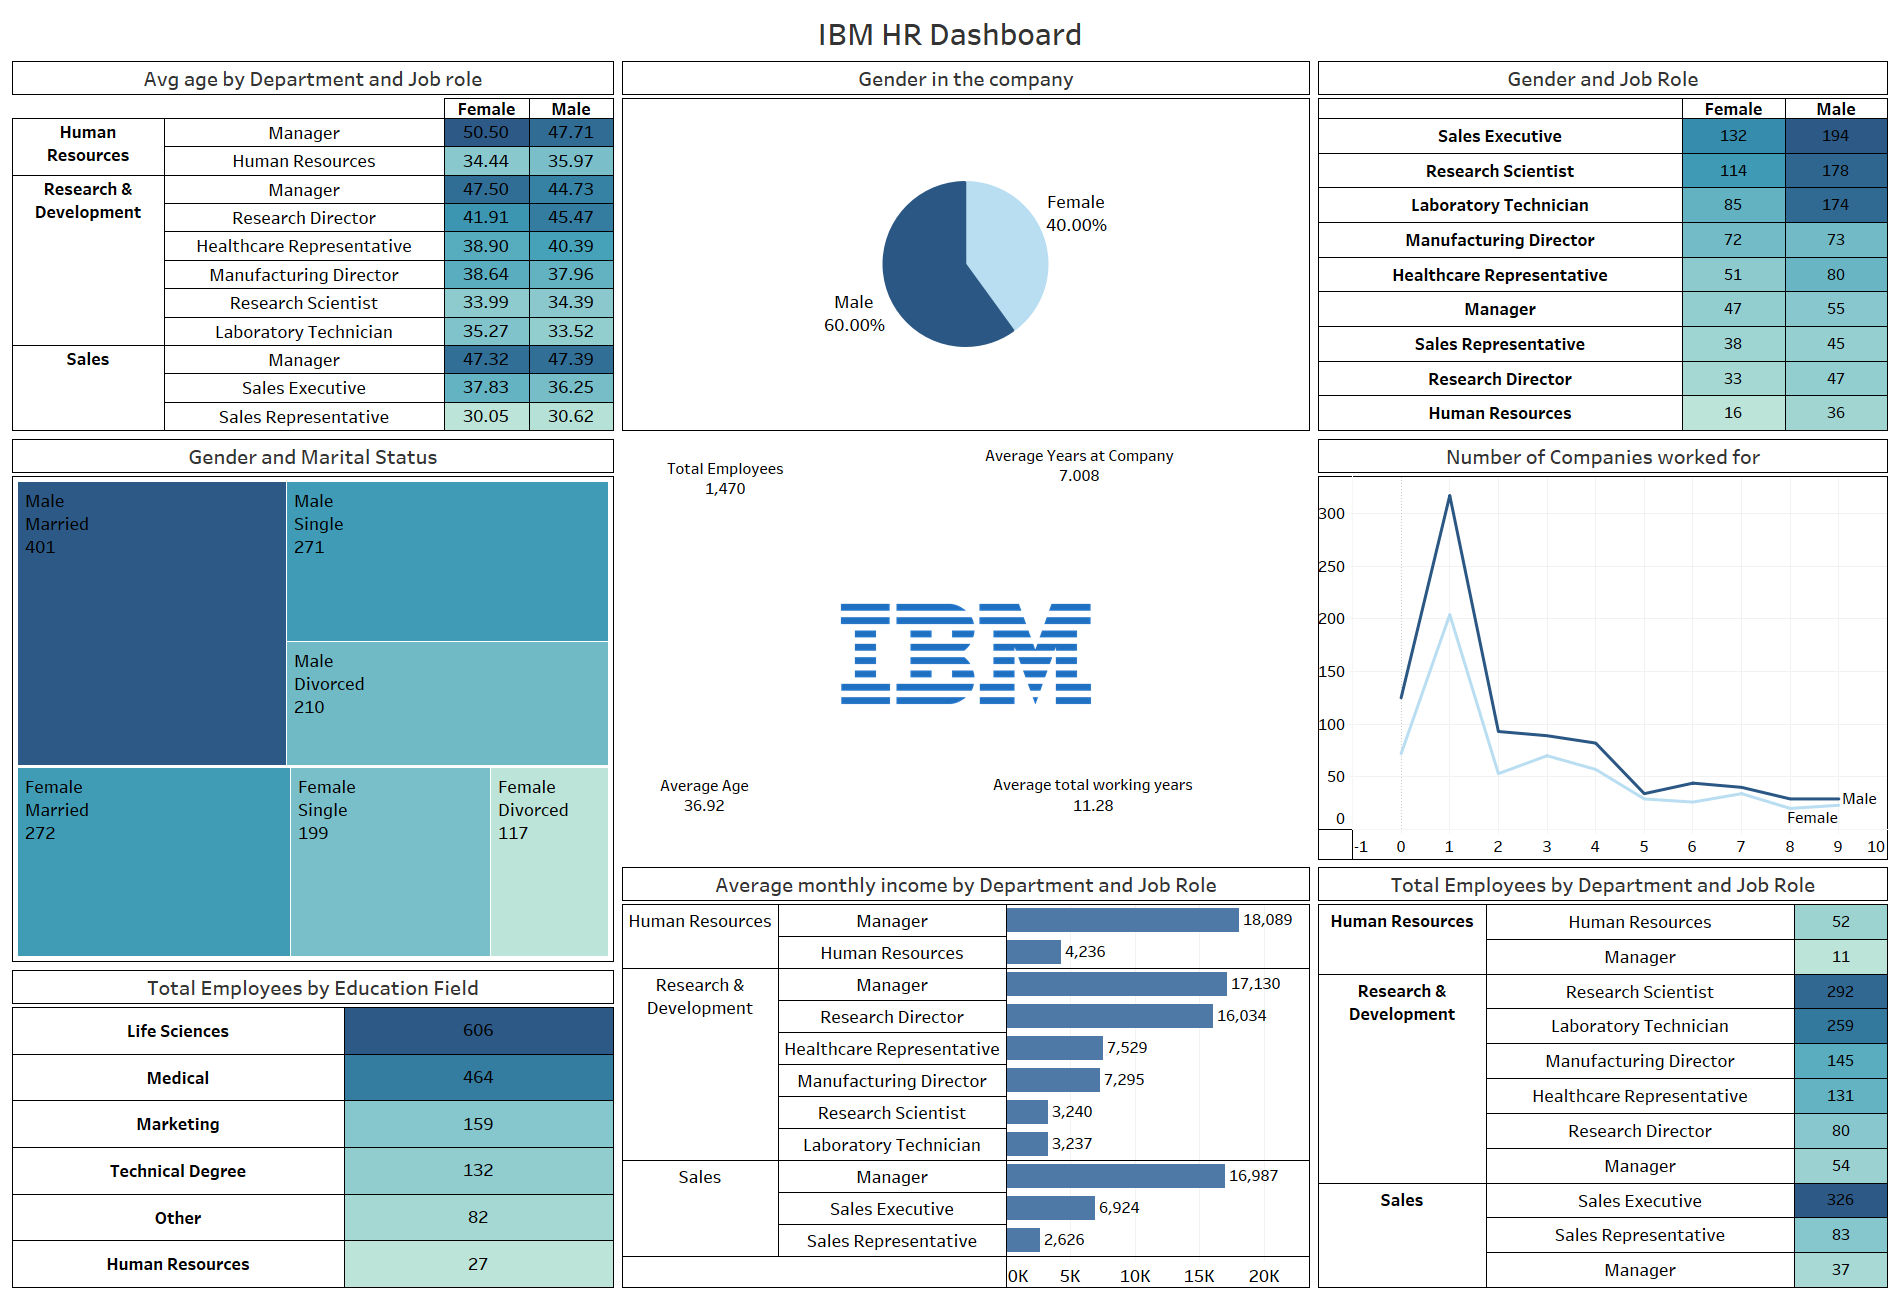 IBM HR Dashboard
Avg age by Department and Job role
Female Male
Human Resources Manager 50.50 47.71
Human Resources 34.44 35.97
Research & Development Manager 47.50 44.73
Research Director 41.91 45.47
Healthcare Representative 38.90 40.39
Manufacturing Director 38.64 37.96
Research Scientist 33.99 34.39
Laboratory Technician 35.27 33.52
Sales Manager 47.32 47.39
Sales Executive 37.83 36.25
Sales Representative 30.05 30.62
Gender in the company
Female
40.00%
Male
60.00%
Gender and Job Role
Female Male
Sales Executive 132 194
Research Scientist 114 178
Laboratory Technician 85 174
Manufacturing Director 72 73
Healthcare Representative 51 80
Manager 47 55
Sales Representative 38 45
Research Director 33 47
Human Resources 16 36
Gender and Marital Status
Male
Married
401
Male
Single
271
Male
Divorced
210
Female
Married
272
Female
Single
199
Female
Divorced
117
Total Employees
1,470
Average Years at Company
7.008
IBM
Average Age
36.92
Average total working years
11.28
Number of Companies worked for
300
250
200
150
100
50
0
Male
Female
-1 0 1 2 3 4 5 6 7 8 9 10
Total Employees by Education Field
Life Sciences 606
Medical 464
Marketing 159
Technical Degree 132
Other 82
Human Resources 27
Average monthly income by Department and Job Role
Human Resources Manager 18,089
Human Resources 4,236
Research & Development Manager 17,130
Research Director 16,034
Healthcare Representative 7,529
Manufacturing Director 7,295
Research Scientist 3,240
Laboratory Technician 3,237
Sales Manager 16,987
Sales Executive 6,924
Sales Representative 2,626
0K 5K 10K 15K 20K
Total Employees by Department and Job Role
Human Resources Human Resources 52
Manager 11
Research & Development Research Scientist 292
Laboratory Technician 259
Manufacturing Director 145
Healthcare Representative 131
Research Director 80
Manager 54
Sales Sales Executive 326
Sales Representative 83
Manager 37